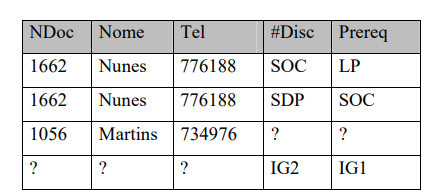 NDoc Nome Tel #Disc Prereq
1662 Nunes 776188 SOC LP
1662 Nunes 776188 SDP SOC
1056 Martins 734976 ? ?
? ? ? IG2 IG1